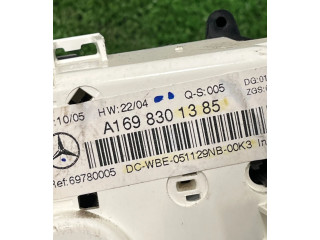 :10/05 HW:22/04 Q-S:005 DG:01
ZGS:
A169 830 13 85
DC-WBE-051129NB-00K3 In
Ref:69780005